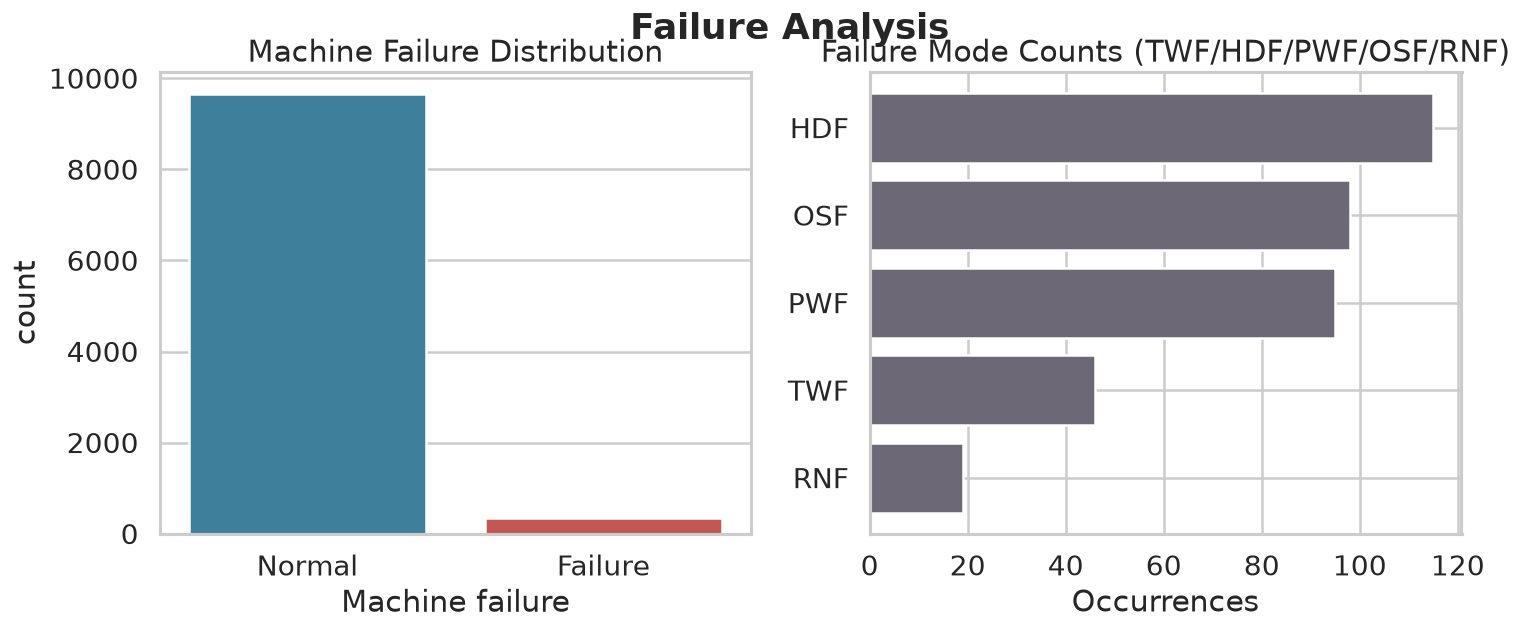 Failure Analysis
Machine Failure Distribution
10000
8000
6000
4000
2000
0
count
Normal
Failure
Machine failure
Failure Mode Counts (TWF/HDF/PWF/OSF/RNF)
HDF
OSF
PWF
TWF
RNF
0 20 40 60 80 100 120
Occurrences